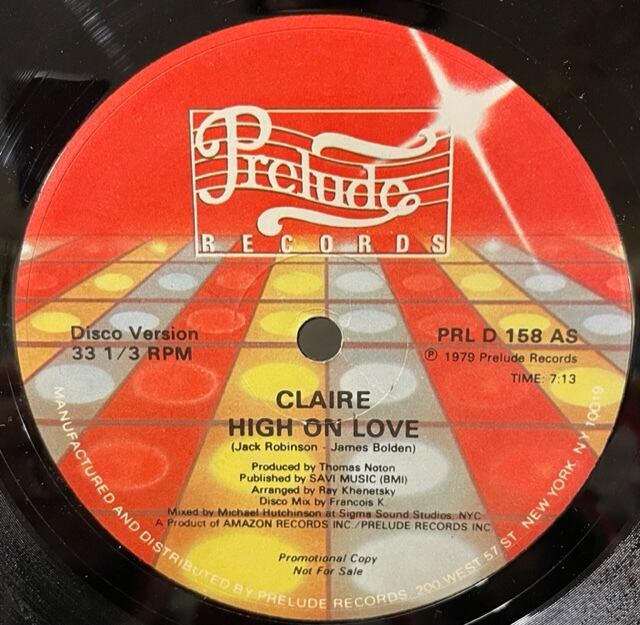 Prelude
RECORDS
Disco Version
33 1/3 RPM
PRL D 158 AS
℗ 1979 Prelude Records
TIME: 7:13
CLAIRE
HIGH ON LOVE
(Jack Robinson - James Bolden)
Produced by Thomas Noton
Published by SAVI MUSIC (BMI)
Arranged by Ray Khenetsky
Disco Mix by Francois K
Mixed by Michael Hutchinson at Sigma Sound Studios, NYC
A Product of AMAZON RECORDS INC./PRELUDE RECORDS INC
Promotional Copy
Not For Sale
MANUFACTURED AND DISTRIBUTED BY PRELUDE RECORDS, 200 WEST 57 ST. NEW YORK, N.Y. 10019